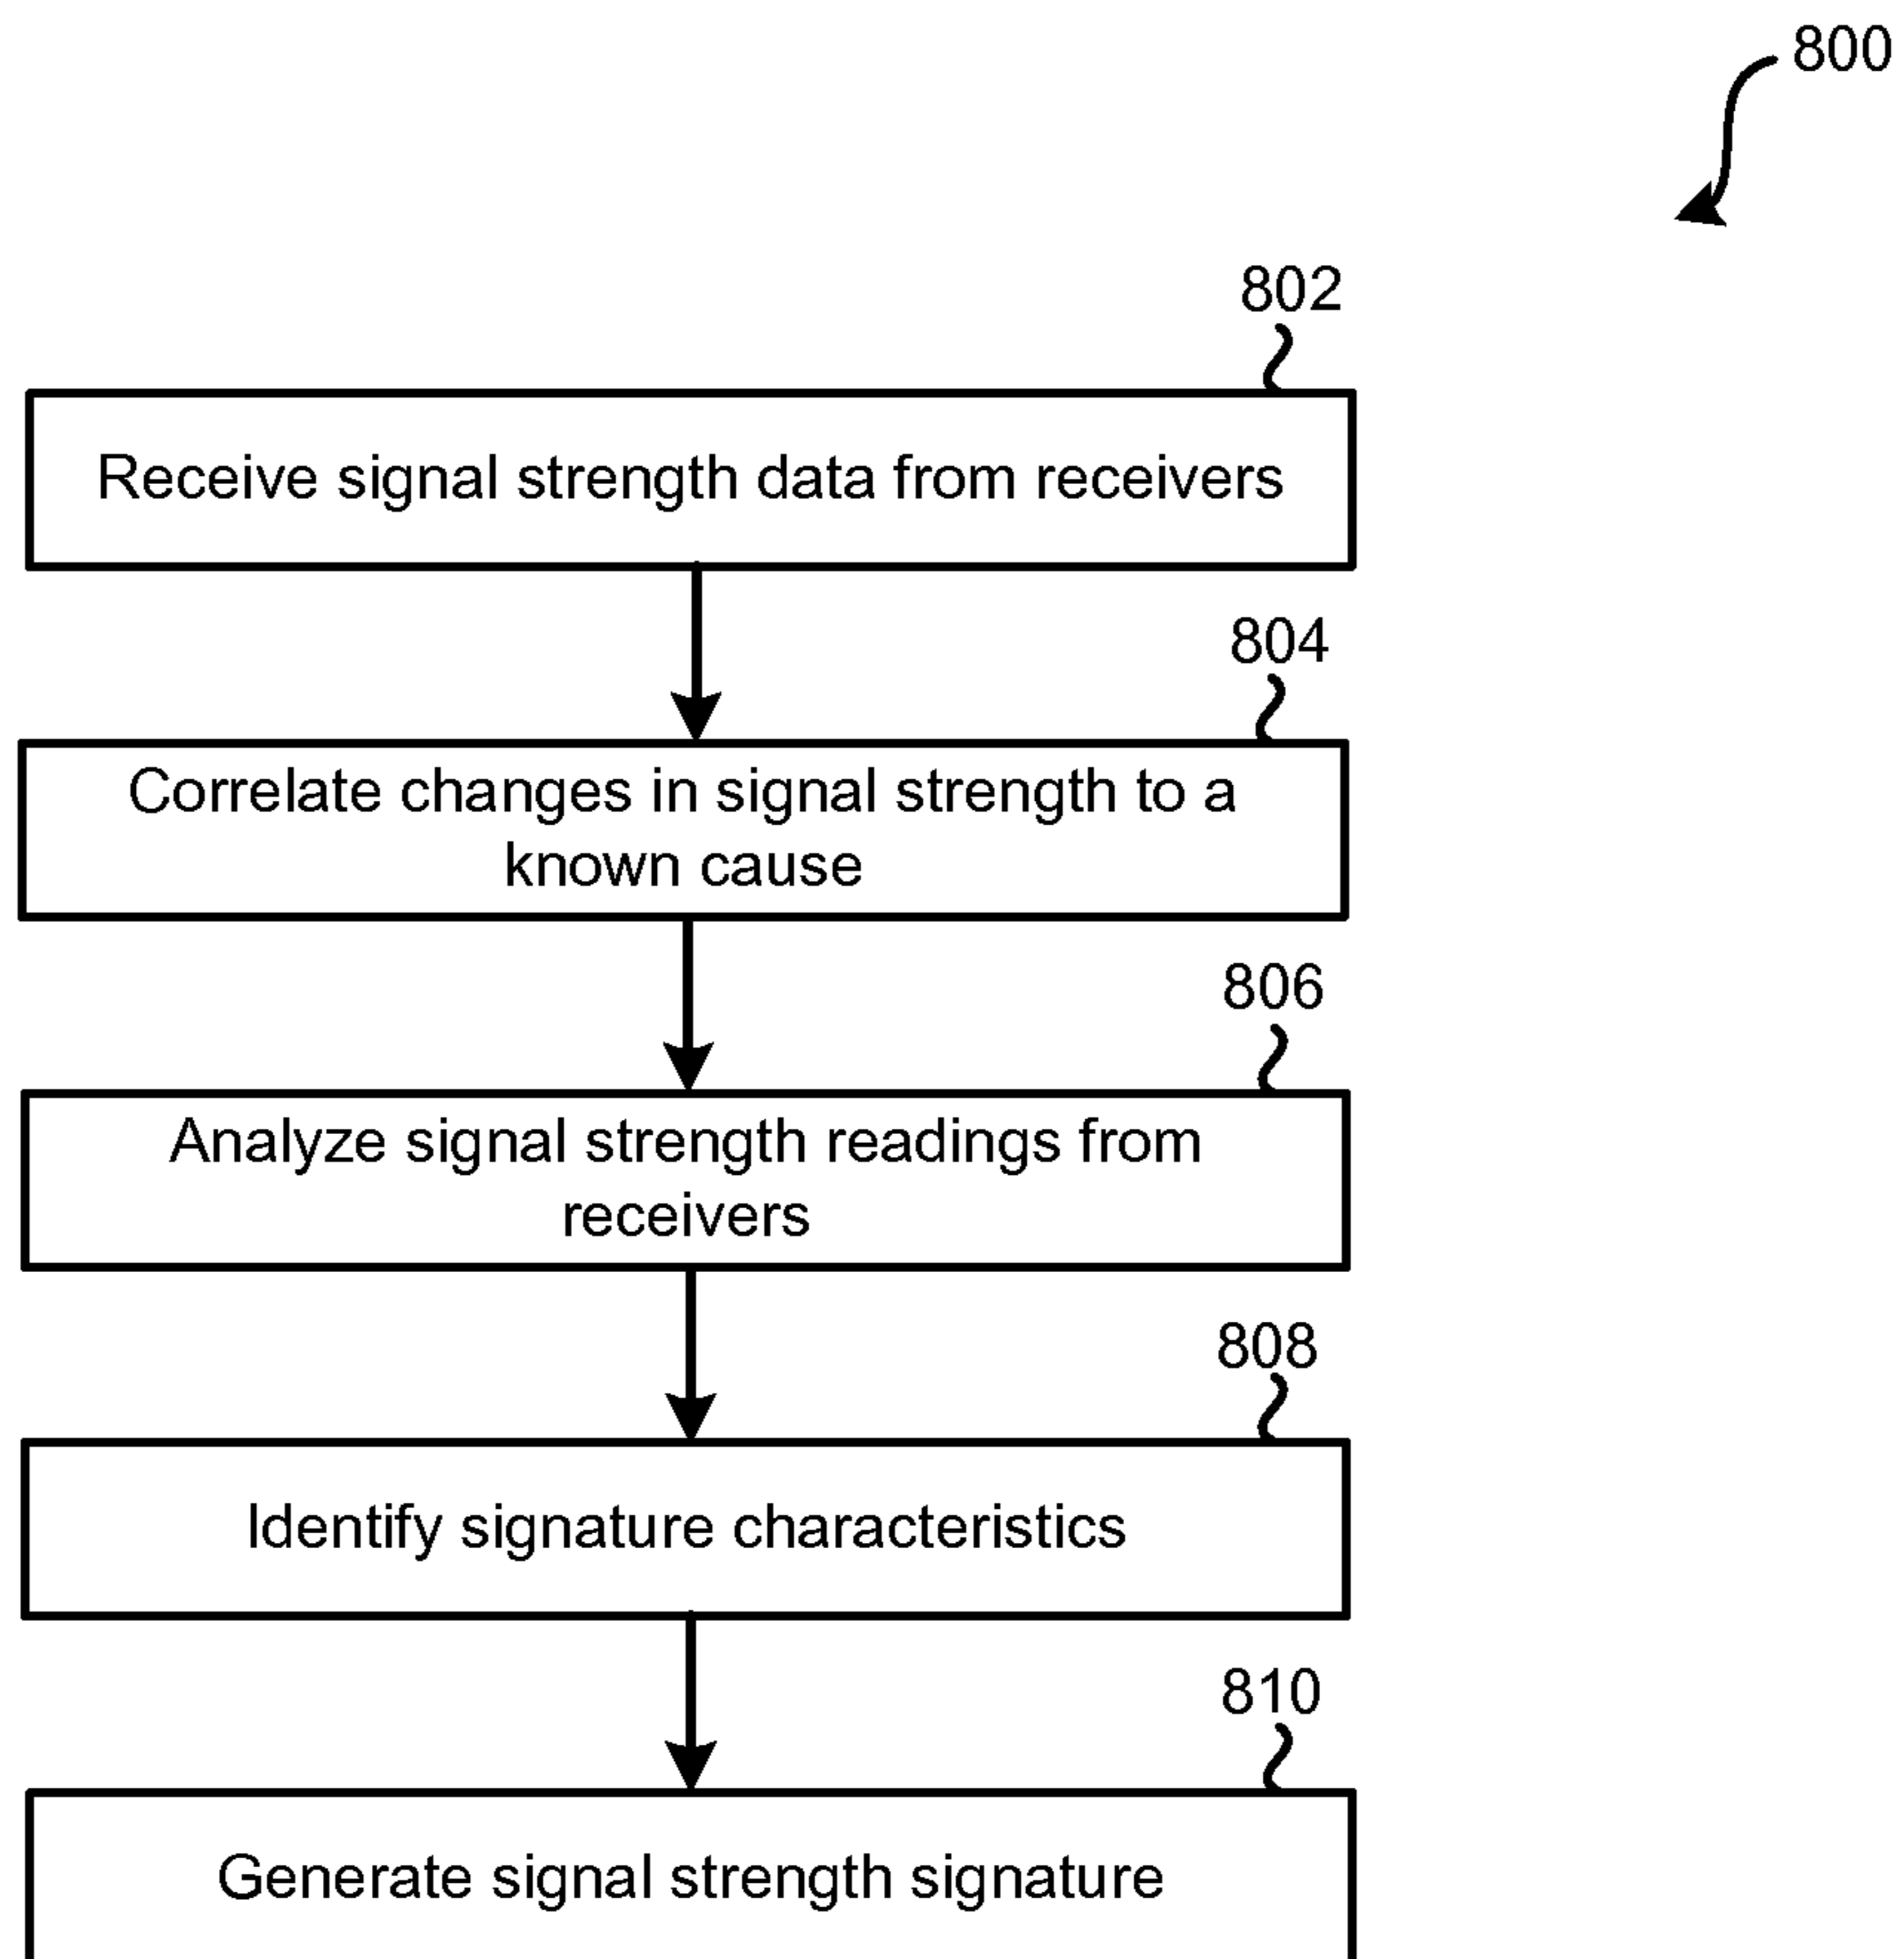 800
802
Receive signal strength data from receivers
804
Correlate changes in signal strength to a
known cause
806
Analyze signal strength readings from
receivers
808
Identify signature characteristics
810
Generate signal strength signature